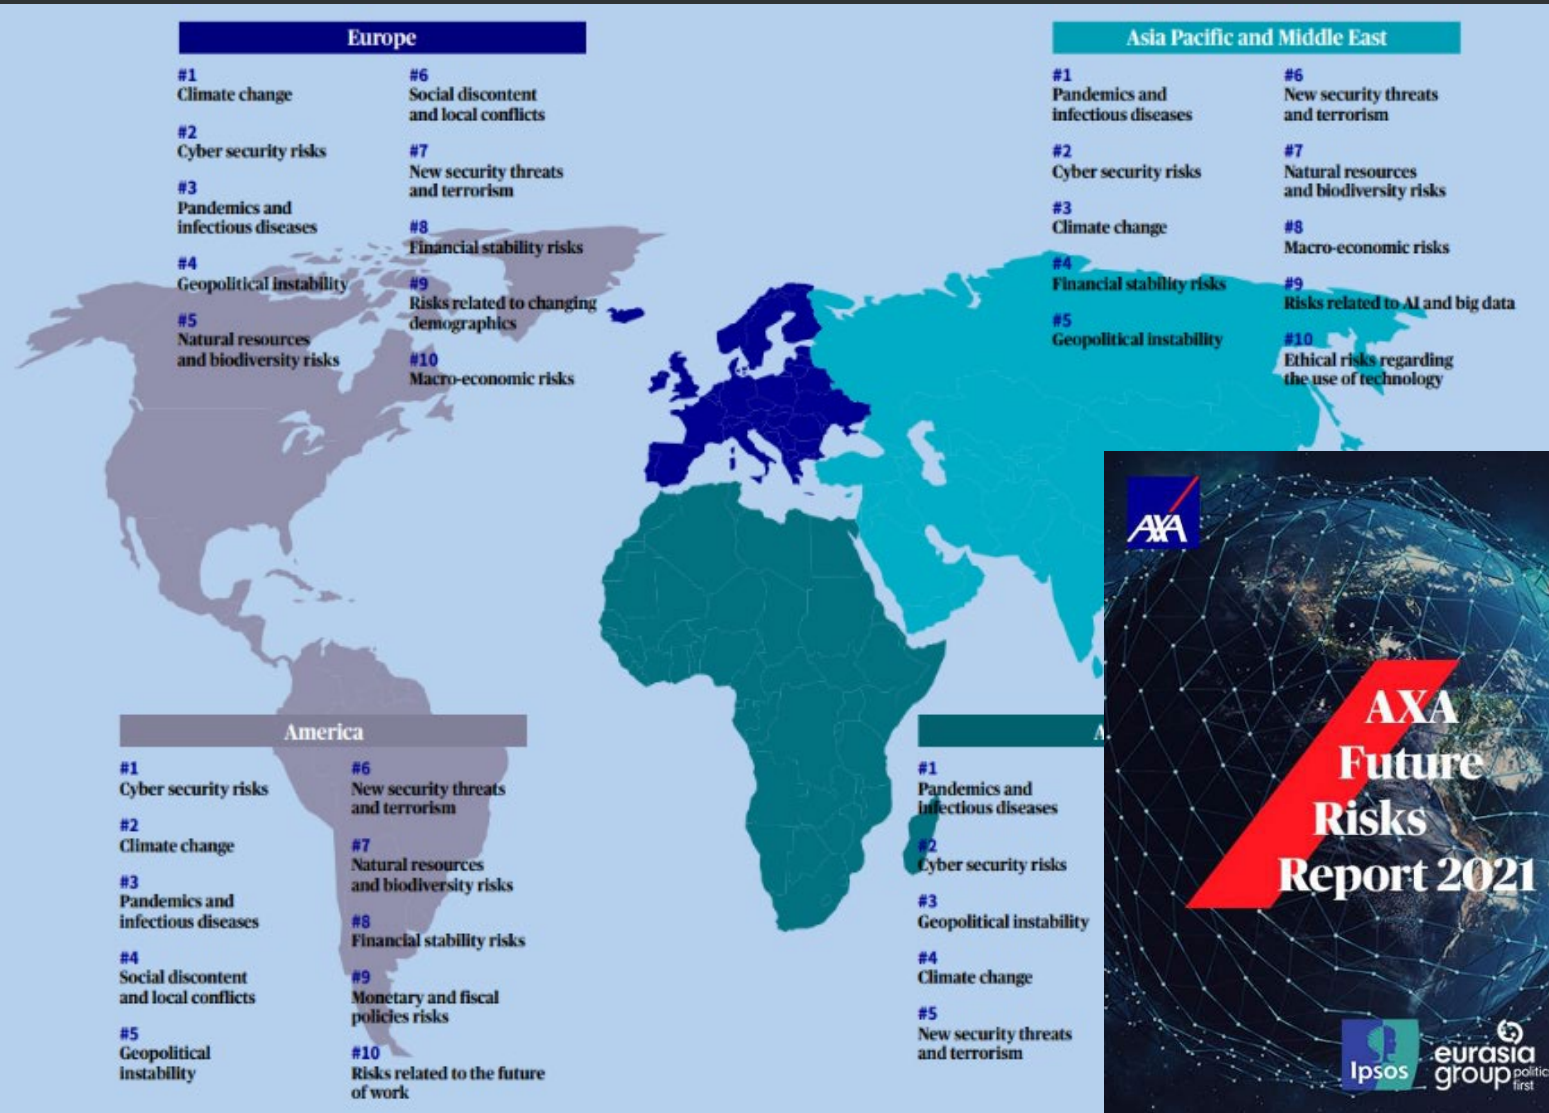 Europe
#1
Climate change
#2
Cyber security risks
#3
Pandemics and
infectious diseases
#4
Geopolitical instability
#5
Natural resources
and biodiversity risks
#6
Social discontent
and local conflicts
#7
New security threats
and terrorism
#8
Financial stability risks
#9
Risks related to changing
demographics
#10
Macro-economic risks
Asia Pacific and Middle East
#1
Pandemics and
infectious diseases
#2
Cyber security risks
#3
Climate change
#4
Financial stability risks
#5
Geopolitical instability
#6
New security threats
and terrorism
#7
Natural resources
and biodiversity risks
#8
Macro-economic risks
#9
Risks related to AI and big data
#10
Ethical risks regarding
the use of technology
America
#1
Cyber security risks
#2
Climate change
#3
Pandemics and
infectious diseases
#4
Social discontent
and local conflicts
#5
Geopolitical
instability
#6
New security threats
and terrorism
#7
Natural resources
and biodiversity risks
#8
Financial stability risks
#9
Monetary and fiscal
policies risks
#10
Risks related to the future
of work
#1
Pandemics and
infectious diseases
#2
Cyber security risks
#3
Geopolitical instability
#4
Climate change
#5
New security threats
and terrorism
AXA
AXA
Future
Risks
Report 2021
Ipsos
eurasia
group
first